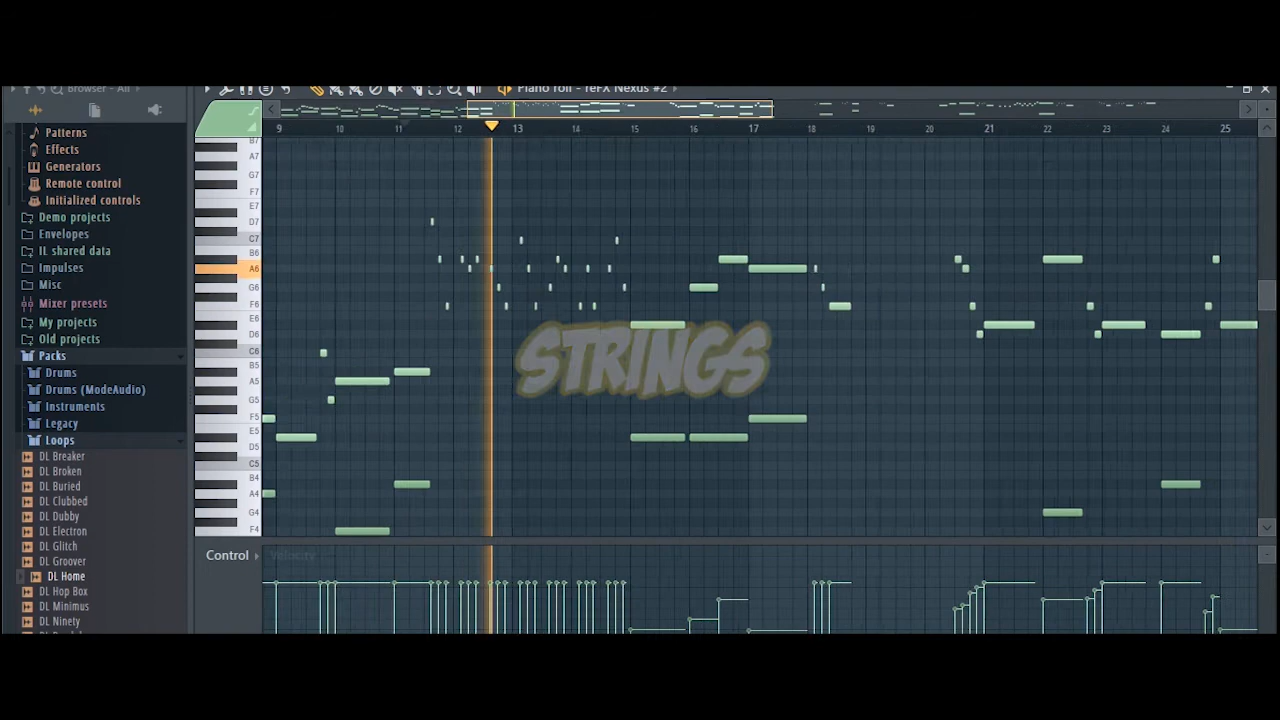 Browser - All
Piano roll - reFX Nexus #2
9 10 11 12 13 14 15 16 17 18 19 20 21 22 23 24 25
Patterns
Effects
Generators
Remote control
Initialized controls
Demo projects
Envelopes
IL shared data
Impulses
Misc
Mixer presets
My projects
Old projects
Packs
Drums
Drums (ModeAudio)
Instruments
Legacy
Loops
DL Breaker
DL Broken
DL Buried
DL Clubbed
DL Dubby
DL Electron
DL Glitch
DL Groover
DL Home
DL Hop Box
DL Minimus
DL Ninety
B7
A7
G7
F7
E7
D7
C7
B6
A6
G6
F6
E6
D6
C6
B5
A5
G5
F5
E5
D5
C5
B4
A4
G4
F4
STRINGS
Control
Velocity